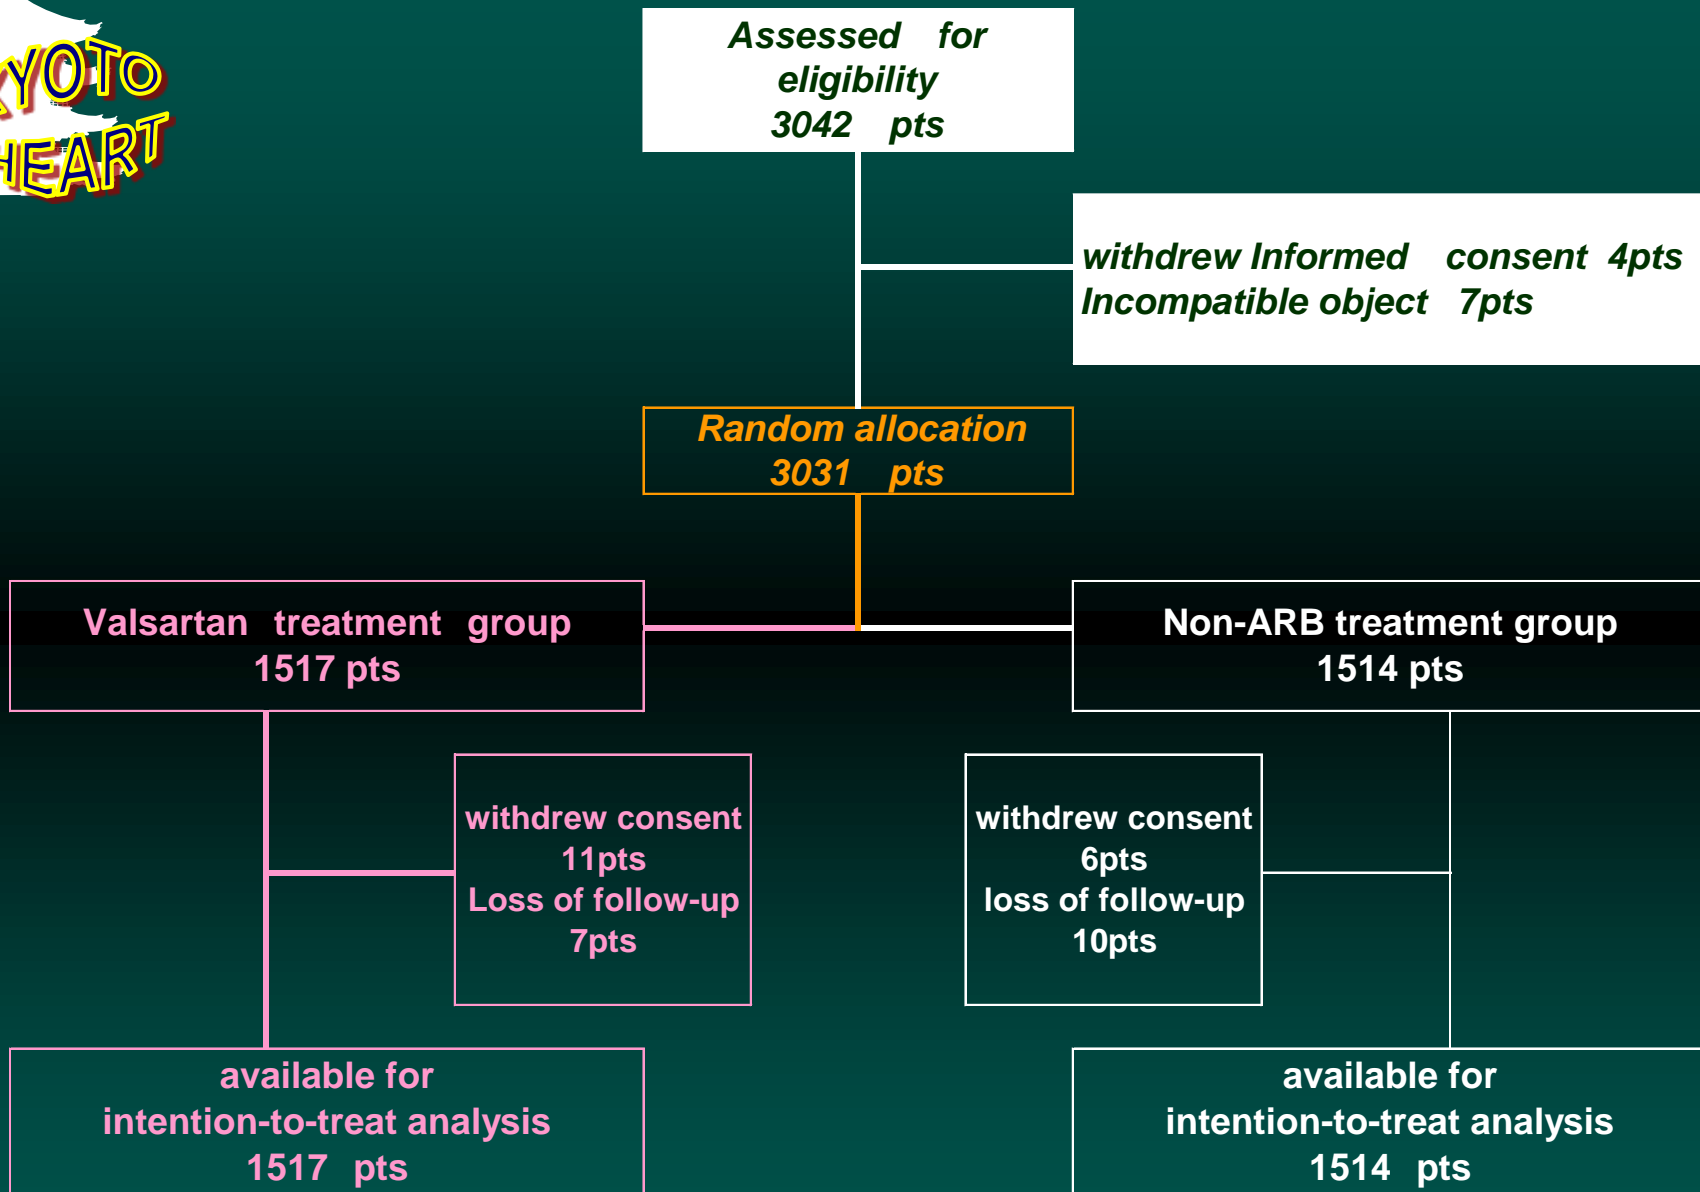 KYOTO
HEART
Assessed for
eligibility
3042 pts
withdrew Informed consent 4pts
Incompatible object 7pts
Random allocation
3031 pts
Valsartan treatment group
1517 pts
Non-ARB treatment group
1514 pts
withdrew consent
11pts
Loss of follow-up
7pts
withdrew consent
6pts
loss of follow-up
10pts
available for
intention-to-treat analysis
1517 pts
available for
intention-to-treat analysis
1514 pts